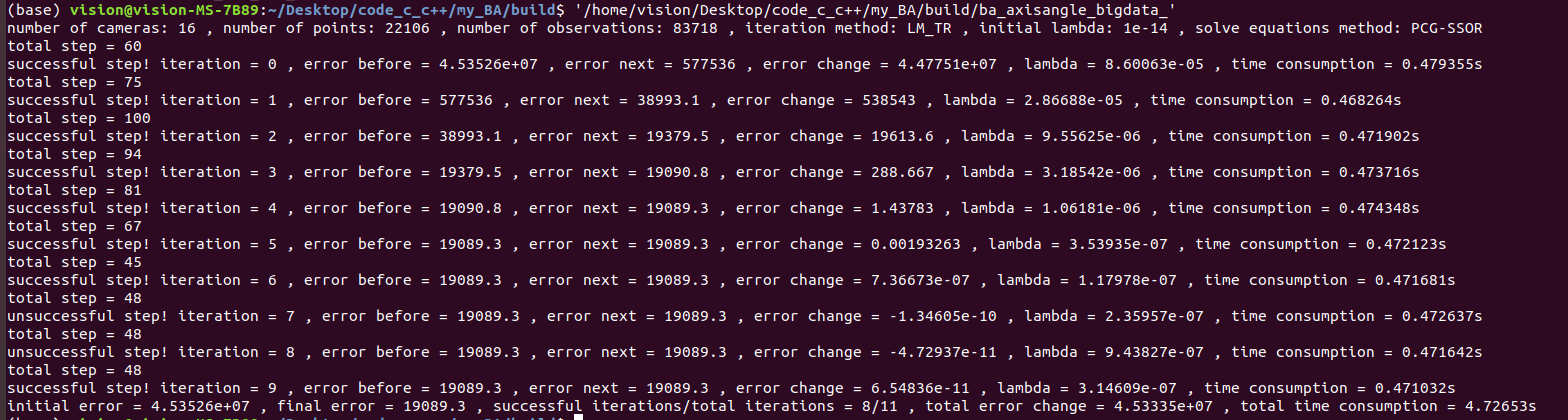 (base) vision@vision-MS-7B89:~/Desktop/code_c_c++/my_BA/build$ '/home/vision/Desktop/code_c_c++/my_BA/build/ba_axisangle_bigdata_'
number of cameras: 16 , number of points: 22106 , number of observations: 83718 , iteration method: LM_TR , initial lambda: 1e-14 , solve equations method: PCG-SSOR
total step = 60
successful step! iteration = 0 , error before = 4.53526e+07 , error next = 577536 , error change = 4.47751e+07 , lambda = 8.60063e-05 , time consumption = 0.479355s
total step = 75
successful step! iteration = 1 , error before = 577536 , error next = 38993.1 , error change = 538543 , lambda = 2.86688e-05 , time consumption = 0.468264s
total step = 100
successful step! iteration = 2 , error before = 38993.1 , error next = 19379.5 , error change = 19613.6 , lambda = 9.55625e-06 , time consumption = 0.471902s
total step = 94
successful step! iteration = 3 , error before = 19379.5 , error next = 19090.8 , error change = 288.667 , lambda = 3.18542e-06 , time consumption = 0.473716s
total step = 81
successful step! iteration = 4 , error before = 19090.8 , error next = 19089.3 , error change = 1.43783 , lambda = 1.06181e-06 , time consumption = 0.474348s
total step = 67
successful step! iteration = 5 , error before = 19089.3 , error next = 19089.3 , error change = 0.00193263 , lambda = 3.53935e-07 , time consumption = 0.472123s
total step = 45
successful step! iteration = 6 , error before = 19089.3 , error next = 19089.3 , error change = 7.36673e-07 , lambda = 1.17978e-07 , time consumption = 0.471681s
total step = 48
unsuccessful step! iteration = 7 , error before = 19089.3 , error next = 19089.3 , error change = -1.34605e-10 , lambda = 2.35957e-07 , time consumption = 0.472637s
total step = 48
unsuccessful step! iteration = 8 , error before = 19089.3 , error next = 19089.3 , error change = -4.72937e-11 , lambda = 9.43827e-07 , time consumption = 0.471642s
total step = 48
successful step! iteration = 9 , error before = 19089.3 , error next = 19089.3 , error change = 6.54836e-11 , lambda = 3.14609e-07 , time consumption = 0.471032s
initial error = 4.53526e+07 , final error = 19089.3 , successful iterations/total iterations = 8/11 , total error change = 4.53335e+07 , total time consumption = 4.72653s